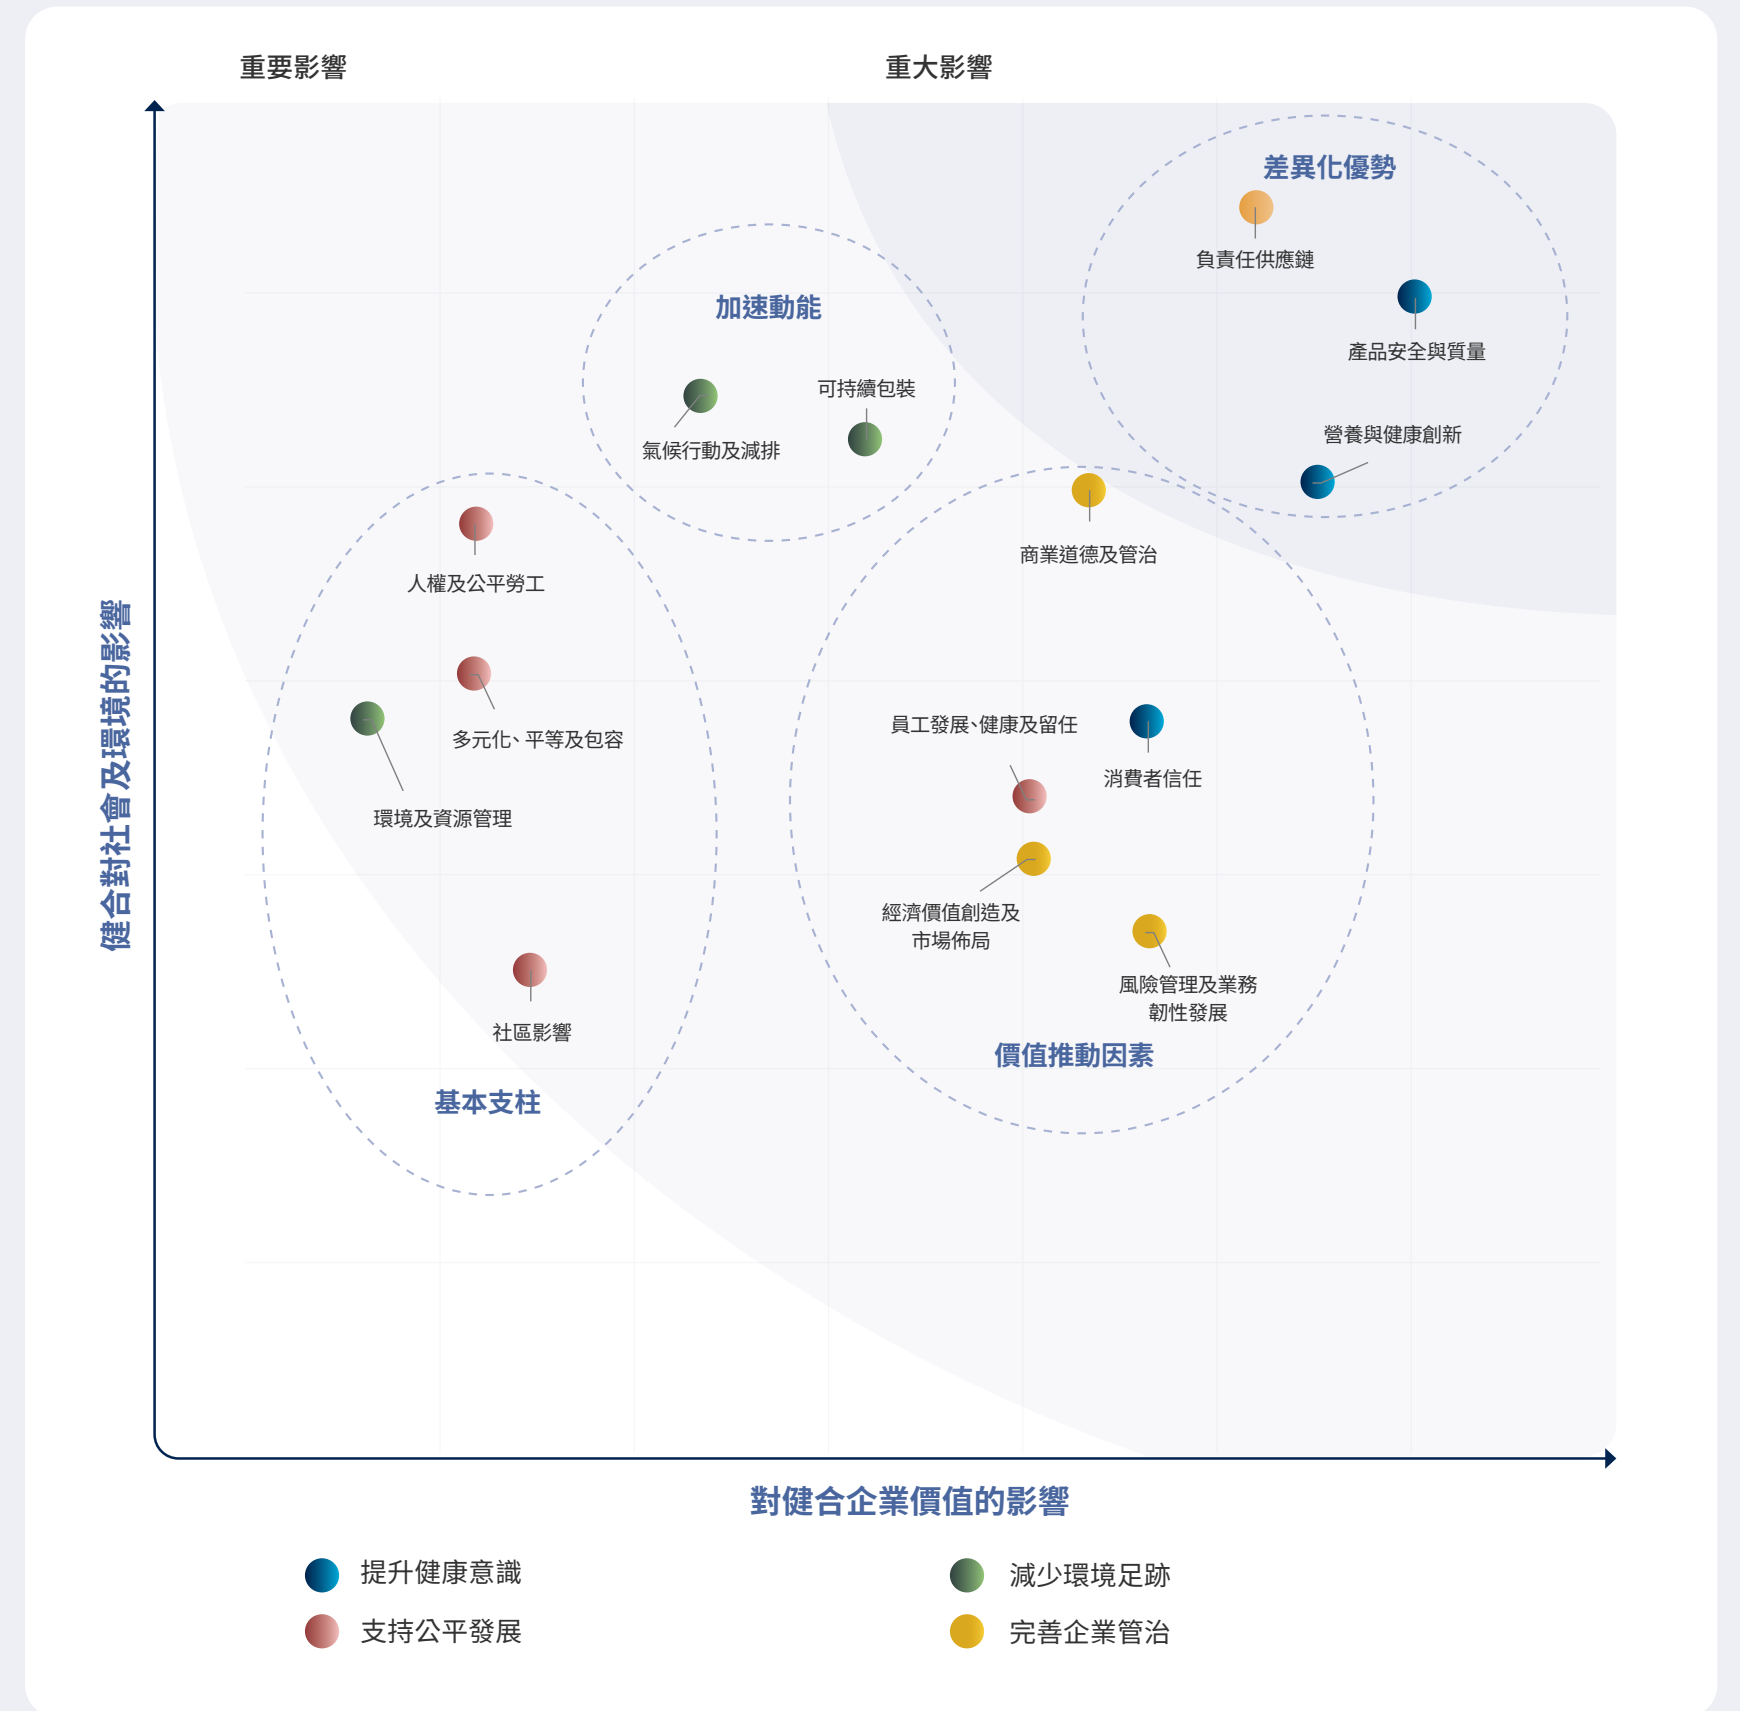 重要影響
重大影響
差異化優勢
負責任供應鏈
產品安全與質量
營養與健康創新
加速動能
可持續包裝
氣候行動及減排
商業道德及管治
人權及公平勞工
多元化、平等及包容
環境及資源管理
社區影響
基本支柱
員工發展、健康及留任
消費者信任
經濟價值創造及
市場佈局
風險管理及業務
韌性發展
價值推動因素
健合對社會及環境的影響
對健合企業價值的影響
提升健康意識
減少環境足跡
支持公平發展
完善企業管治